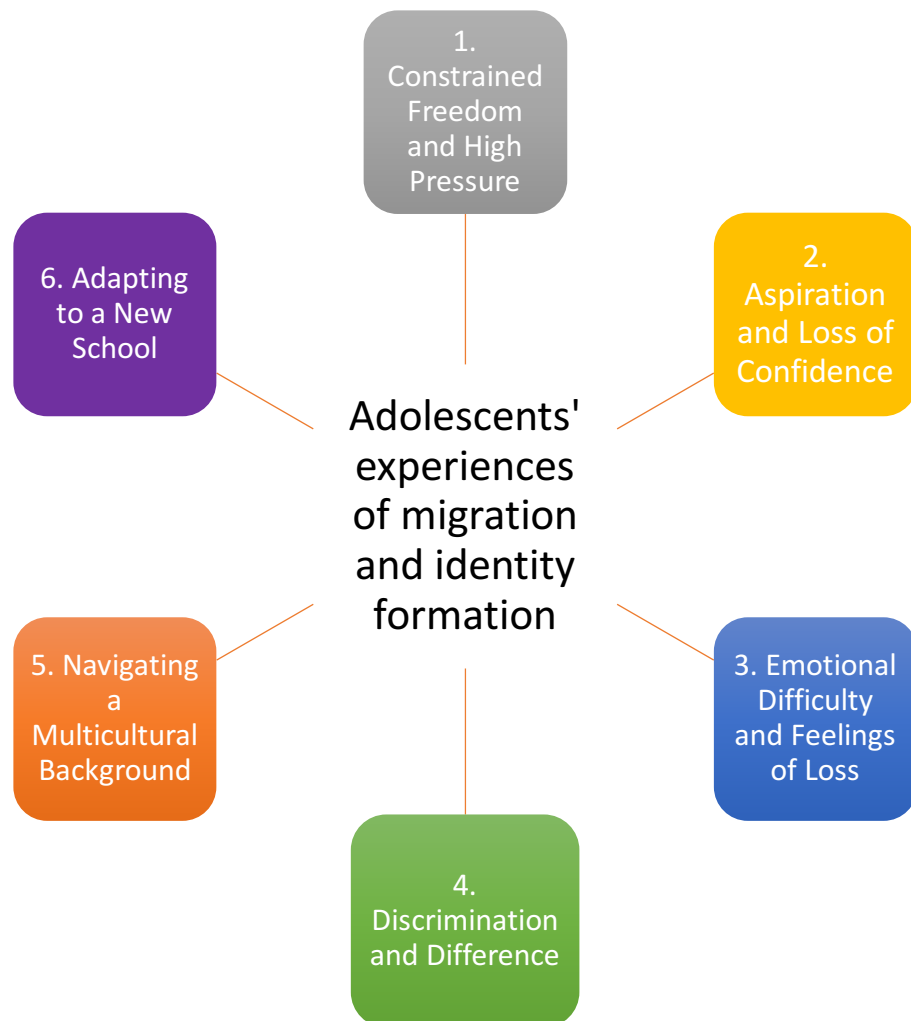 1.
Constrained
Freedom
and High
Pressure
2.
Aspiration
and Loss of
Confidence
3. Emotional
Difficulty
and Feelings
of Loss
4.
Discrimination
and Difference
5. Navigating
a
Multicultural
Background
6. Adapting
to a New
School
Adolescents'
experiences
of migration
and identity
formation